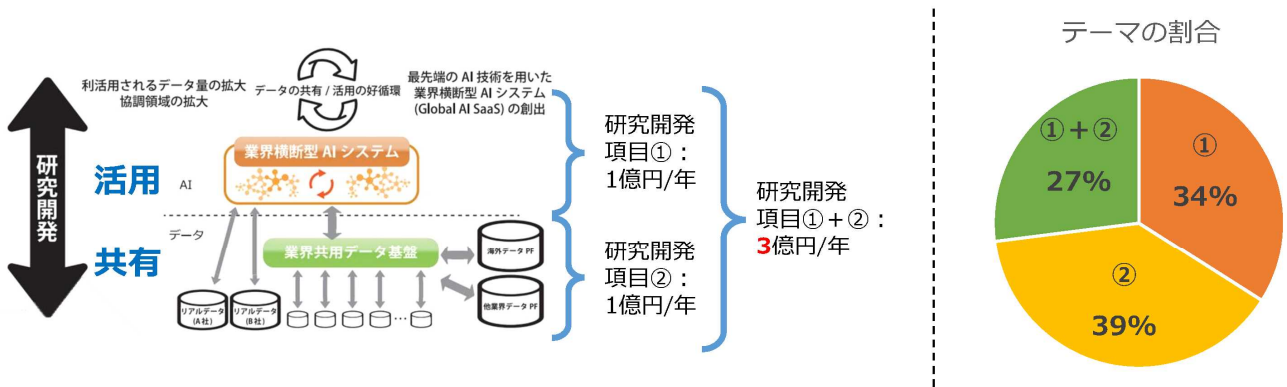 利活用されるデータ量の拡大
協調領域の拡大
データの共有 / 活用の好循環
最先端の AI 技術を用いた
業界横断型 AI システム
(Global AI SaaS) の創出
研究開発
活用
AI
業界横断型 AI システム
データ
共有
業界共用データ基盤
海外データ PF
他業界データ PF
リアルデータ
(A 社)
リアルデータ
(B 社)
…
研究開発
項目①：
1億円/年
研究開発
項目②：
1億円/年
研究開発
項目①＋②：
3億円/年
テーマの割合
①＋②
27%
①
34%
②
39%